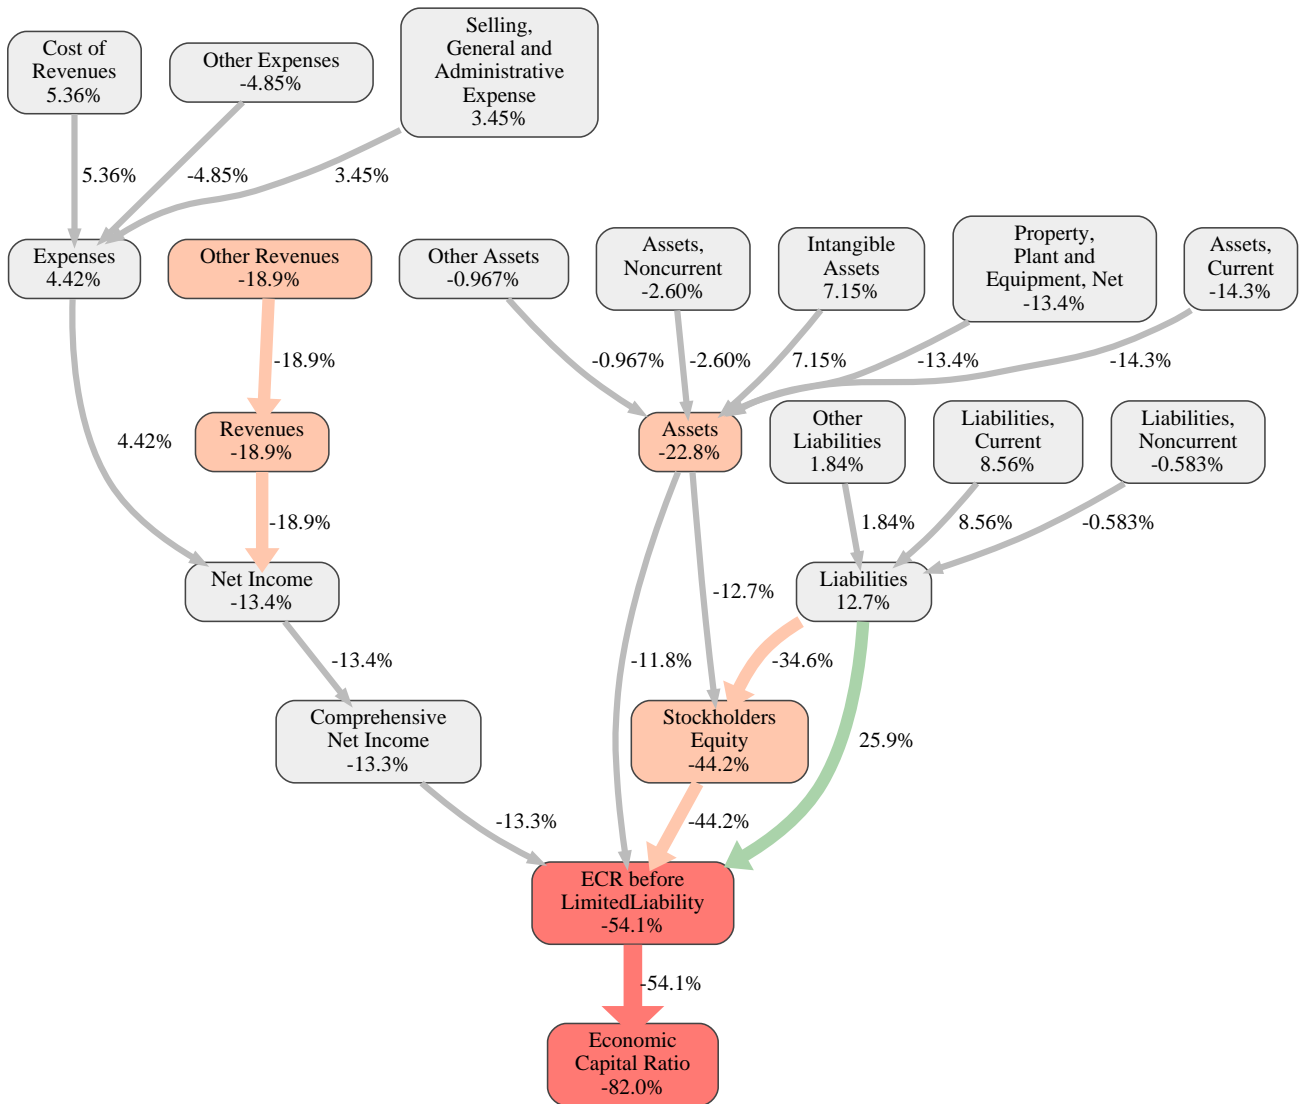 Cost of
Revenues
5.36%
Other Expenses
-4.85%
Selling,
General and
Administrative
Expense
3.45%
5.36%
-4.85%
3.45%
Expenses
4.42%
Other Revenues
-18.9%
Other Assets
-0.967%
Assets,
Noncurrent
-2.60%
Intangible
Assets
7.15%
Property,
Plant and
Equipment, Net
-13.4%
Assets,
Current
-14.3%
-18.9%
-0.967%
-2.60%
7.15%
-13.4%
-14.3%
4.42%
Revenues
-18.9%
Assets
-22.8%
Other
Liabilities
1.84%
Liabilities,
Current
8.56%
Liabilities,
Noncurrent
-0.583%
-18.9%
1.84%
8.56%
-0.583%
Net Income
-13.4%
-12.7%
Liabilities
12.7%
-13.4%
-11.8%
-34.6%
25.9%
Comprehensive
Net Income
-13.3%
Stockholders
Equity
-44.2%
-13.3%
-44.2%
ECR before
LimitedLiability
-54.1%
-54.1%
Economic
Capital Ratio
-82.0%